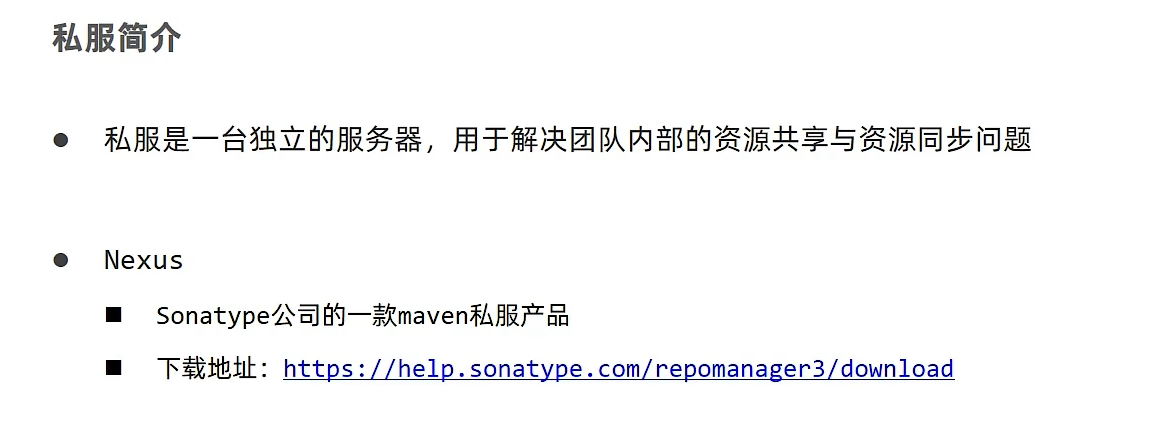 私服简介
私服是一台独立的服务器，用于解决团队内部的资源共享与资源同步问题
Nexus
Sonatype公司的一款maven私服产品
下载地址：https://help.sonatype.com/repomanager3/download